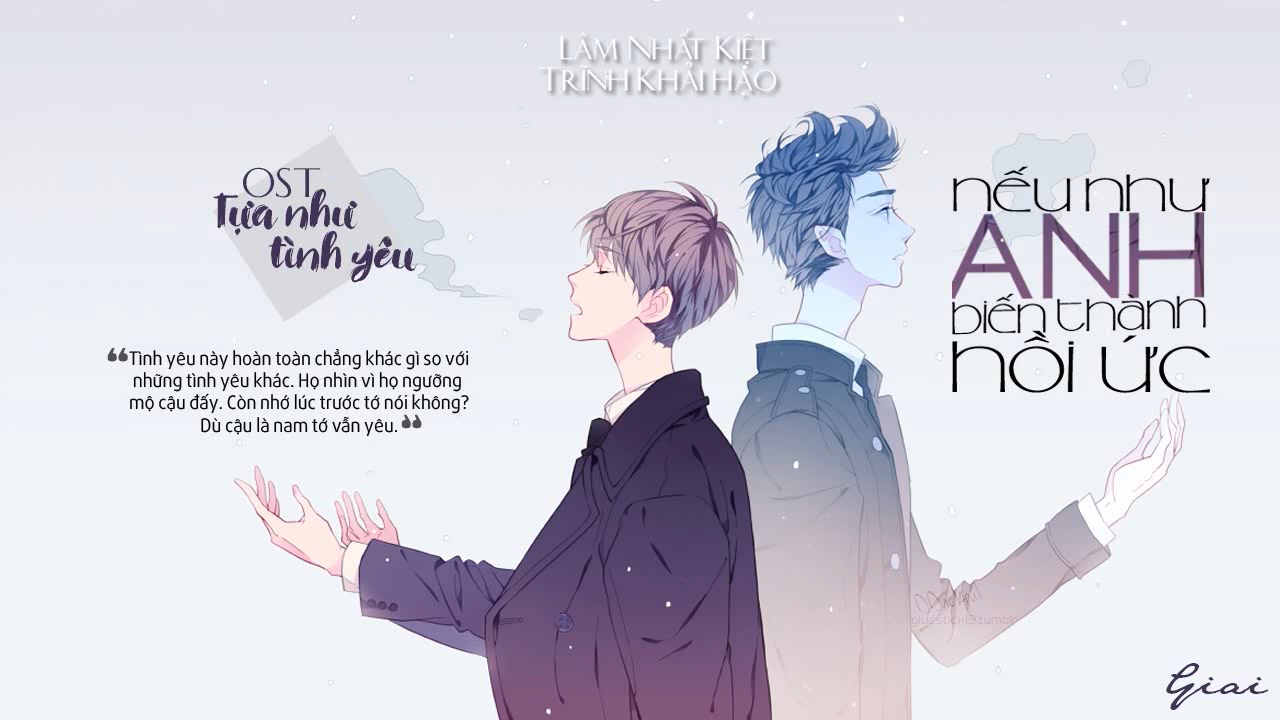 LÂM NHẤT KIỆT
TRỊNH KHẢI HẠO
OST
Tựa như
tình yêu
nếu như
ANH
biến thành
hồi ức
“Tình yêu này hoàn toàn chẳng khác gì so với
những tình yêu khác. Họ nhìn vì họ ngưỡng
mộ cậu đấy. Còn nhớ lúc trước tớ nói không?
Dù cậu là nam tớ vẫn yêu.”
Giai